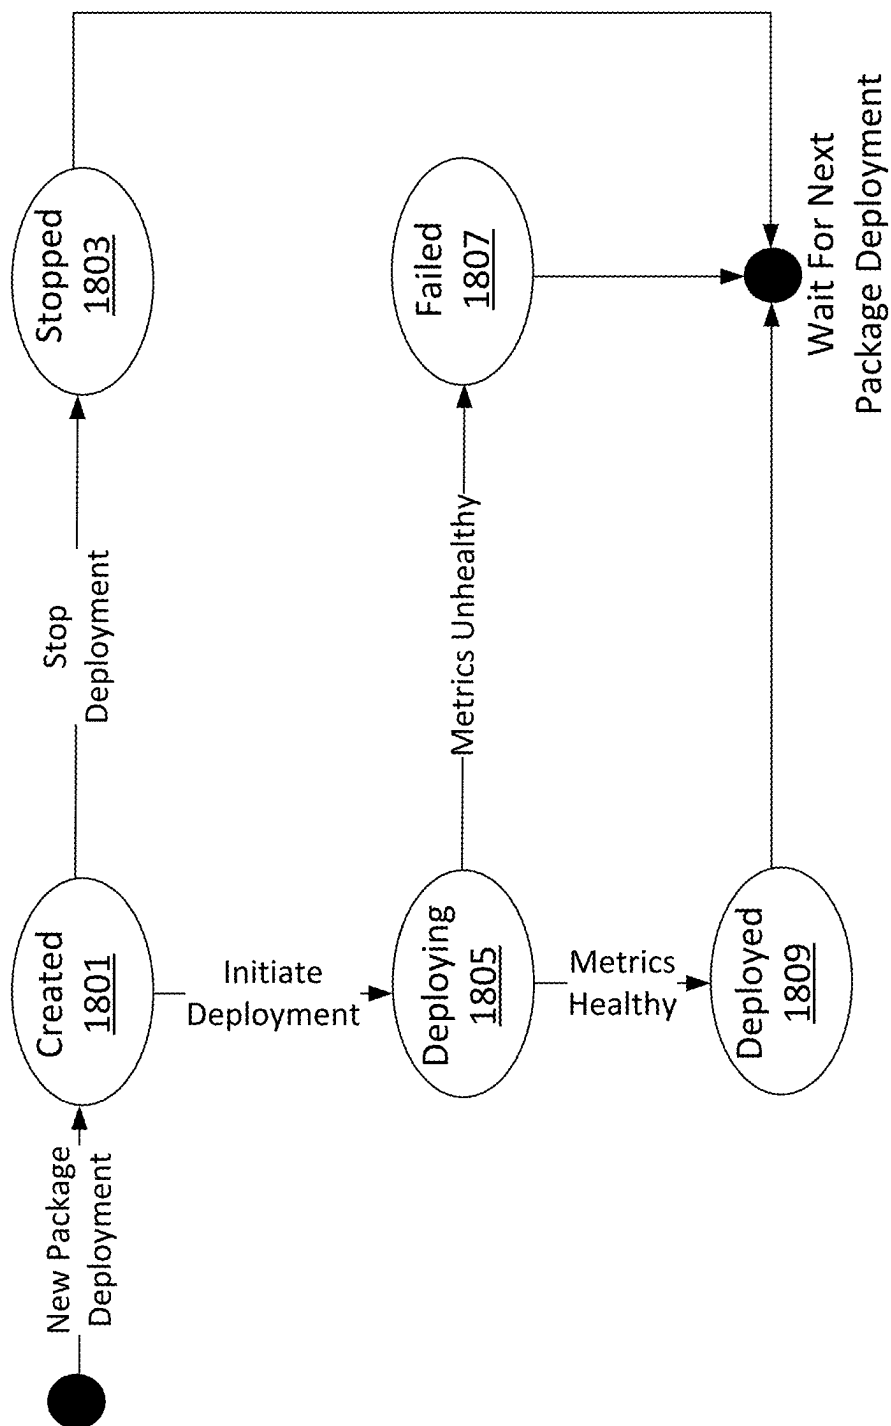 New Package
Deployment
Created
1801
Stop
Deployment
Stopped
1803
Initiate
Deployment
Deploying
1805
Metrics Unhealthy
Failed
1807
Metrics
Healthy
Deployed
1809
Wait For Next
Package Deployment